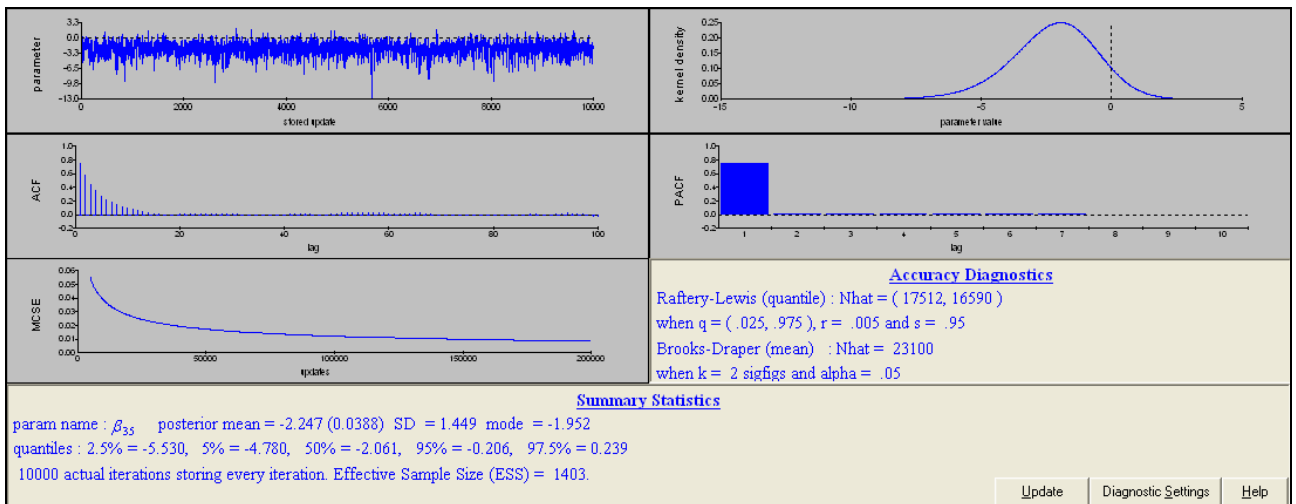 3.3
0.0
-3.3
-6.5
-9.8
-13.0
parameter
0 2000 4000 6000 8000 10000
stored update
0.25
0.20
0.15
0.10
0.05
0.00
kernel density
-15 -10 -5 0 5
parameter value
1.0
0.8
0.6
0.4
0.2
0.0
-0.2
ACF
0 20 40 60 80 100
lag
1.0
0.8
0.6
0.4
0.2
0.0
-0.2
PACF
1 2 3 4 5 6 7 8 9 10
lag
0.06
0.05
0.04
0.03
0.02
0.01
0.00
MCSE
0 50000 100000 150000 200000
updates
Accuracy Diagnostics
Raftery-Lewis (quantile) : Nhat = ( 17512, 16590 )
when q = ( .025, .975 ), r = .005 and s = .95
Brooks-Draper (mean) : Nhat = 23100
when k = 2 sigfigs and alpha = .05
Summary Statistics
param name : β35 posterior mean = -2.247 (0.0388) SD = 1.449 mode = -1.952
quantiles : 2.5% = -5.530, 5% = -4.780, 50% = -2.061, 95% = -0.206, 97.5% = 0.239
10000 actual iterations storing every iteration. Effective Sample Size (ESS) = 1403.
Update Diagnostic Settings Help